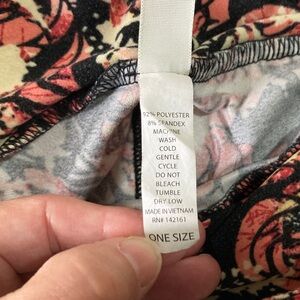 92% POLYESTER
8% SPANDEX
MACHINE
WASH
COLD
GENTLE
CYCLE
DO NOT
BLEACH
TUMBLE
DRY LOW
MADE IN VIETNAM
RN# 142161
ONE SIZE